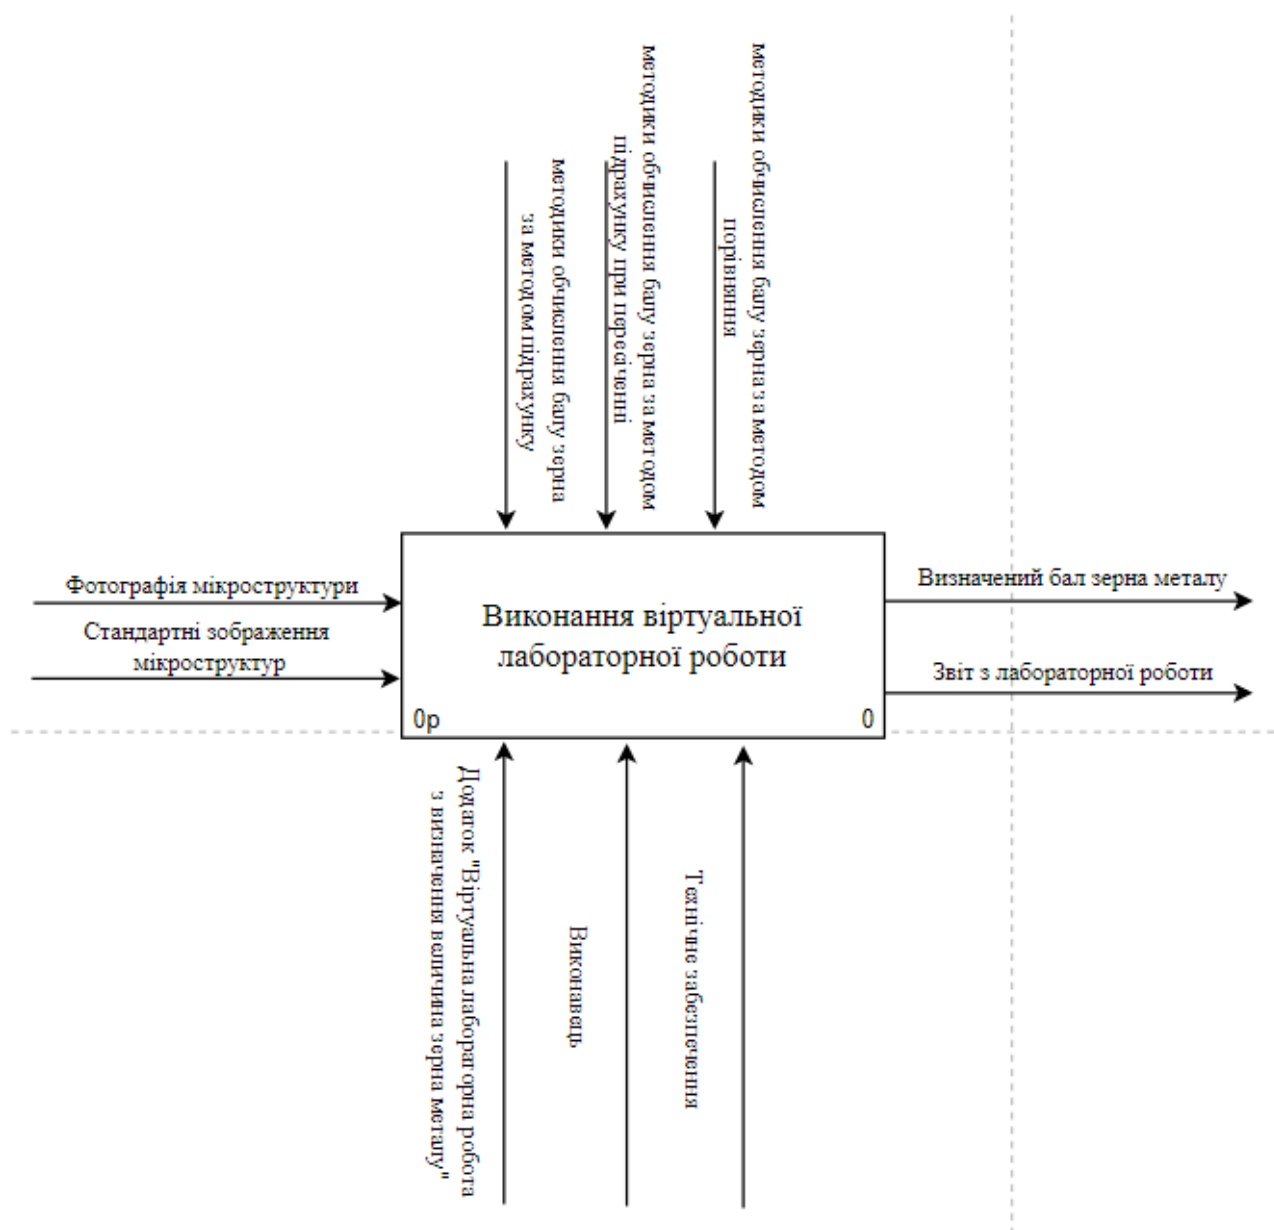 методики обчислення балу зерна
за методом підрахунку
методики обчислення балу зерна за методом
підрахунку при пересіченні
методики обчислення балу зерна за методом
порівняння
Фотографія мікроструктури
Стандартні зображення
мікроструктур
Виконання віртуальної
лабораторної роботи
0р
0
Визначений бал зерна металу
Звіт з лабораторної роботи
Додаток "Віртуальна лабораторна робота
з визначення величина зерна металу"
Виконавець
Технічне забезпечення